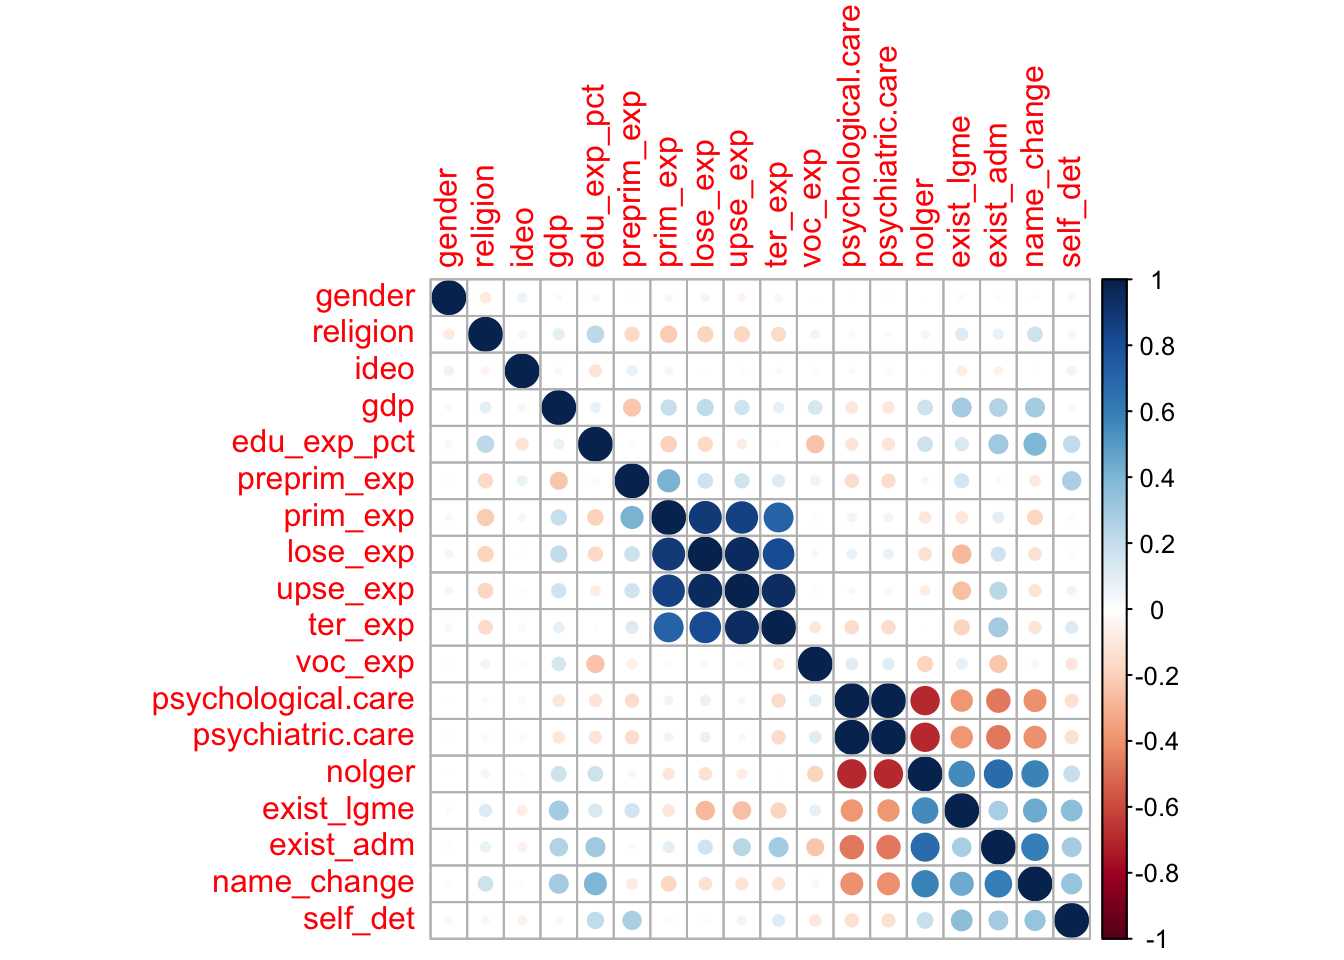 gender
religion
ideo
gdp
edu_exp_pct
preprim_exp
prim_exp
lose_exp
upse_exp
ter_exp
voc_exp
psychological.care
psychiatric.care
nolger
exist_lgme
exist_adm
name_change
self_det
gender
religion
ideo
gdp
edu_exp_pct
preprim_exp
prim_exp
lose_exp
upse_exp
ter_exp
voc_exp
psychological.care
psychiatric.care
nolger
exist_lgme
exist_adm
name_change
self_det
1
0.8
0.6
0.4
0.2
0
-0.2
-0.4
-0.6
-0.8
-1